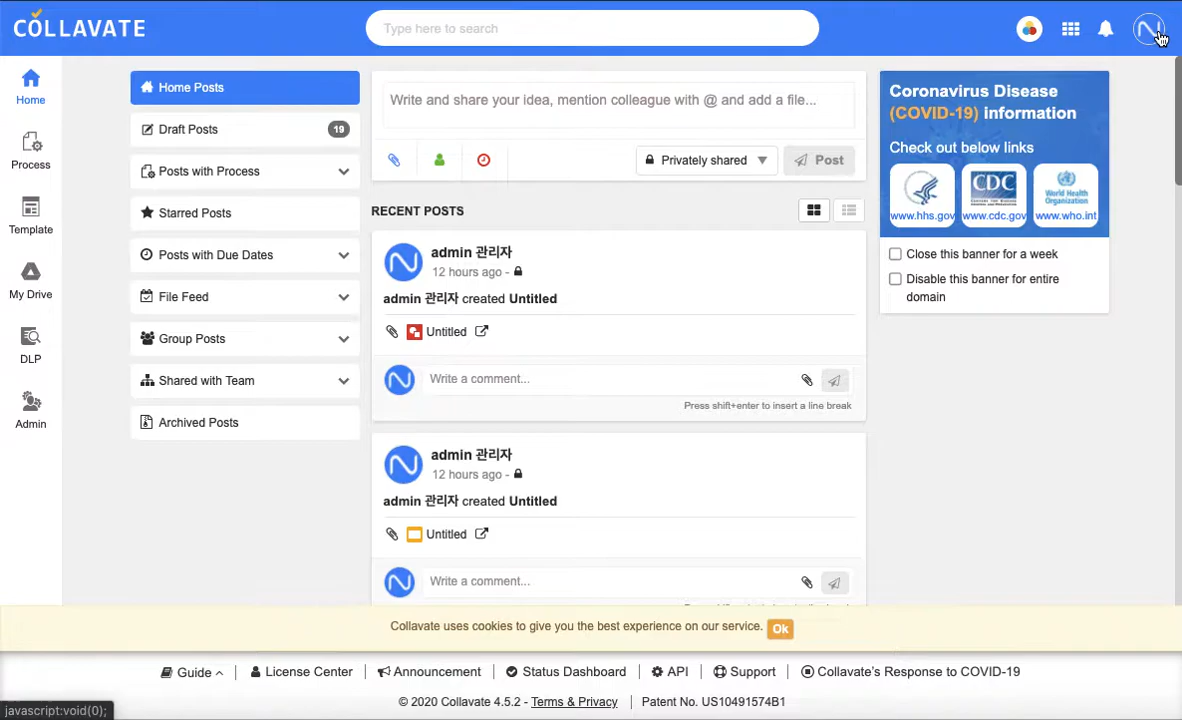 COLLAVATE
Type here to search
Home
Process
Template
My Drive
DLP
Admin
Home Posts
Draft Posts 19
Posts with Process
Starred Posts
Posts with Due Dates
File Feed
Group Posts
Shared with Team
Archived Posts
Write and share your idea, mention colleague with @ and add a file...
Privately shared
Post
RECENT POSTS
admin 관리자
12 hours ago -
admin 관리자 created Untitled
Untitled
Write a comment...
Press shift+enter to insert a line break
admin 관리자
12 hours ago -
admin 관리자 created Untitled
Untitled
Write a comment...
Coronavirus Disease
(COVID-19) information
Check out below links
CDC
World Health
Organization
www.hhs.gov www.cdc.gov www.who.int
Close this banner for a week
Disable this banner for entire
domain
Collavate uses cookies to give you the best experience on our service. Ok
Guide License Center Announcement Status Dashboard API Support Collavate's Response to COVID-19
© 2020 Collavate 4.5.2 - Terms & Privacy Patent No. US10491574B1
javascript:void(0);